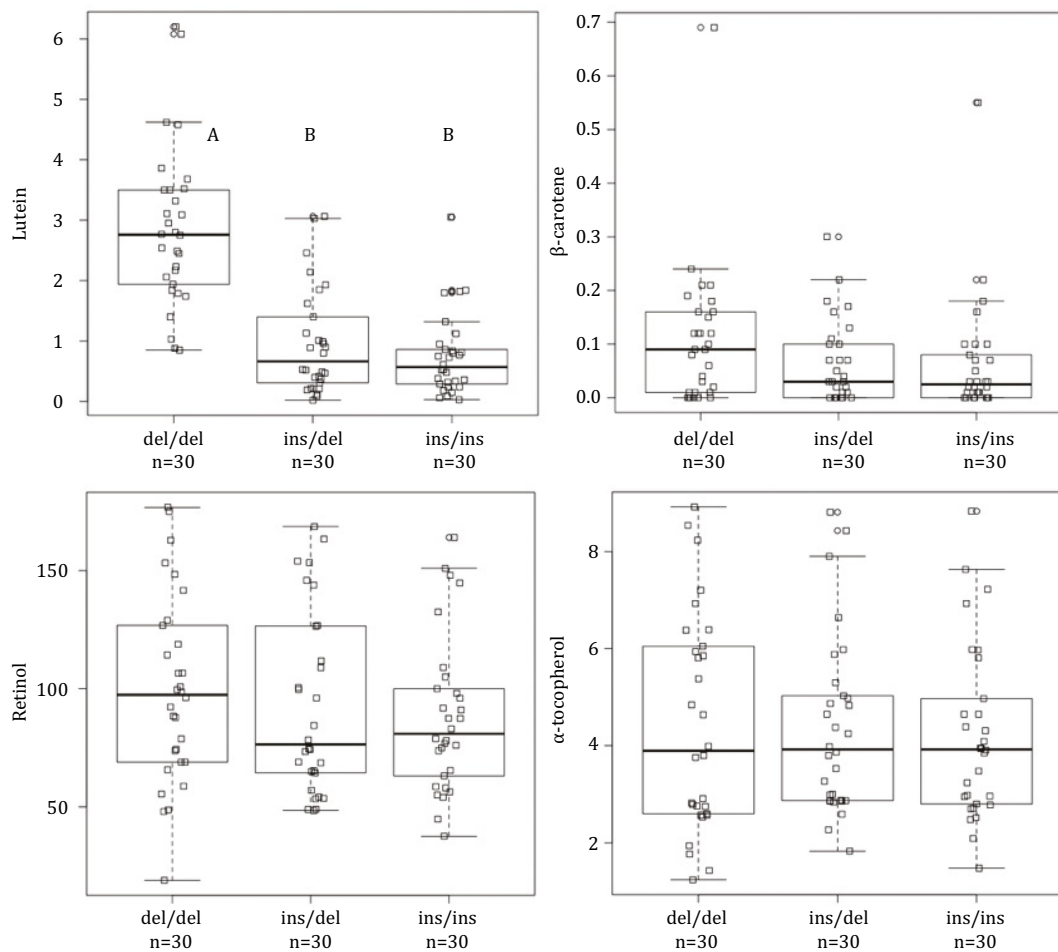 Lutein
6
5
4
3
2
1
0
A B B
del/del ins/del ins/ins
n=30 n=30 n=30
β-carotene
0.7
0.6
0.5
0.4
0.3
0.2
0.1
0.0
del/del ins/del ins/ins
n=30 n=30 n=30
Retinol
150
100
50
del/del ins/del ins/ins
n=30 n=30 n=30
α-tocopherol
8
6
4
2
del/del ins/del ins/ins
n=30 n=30 n=30